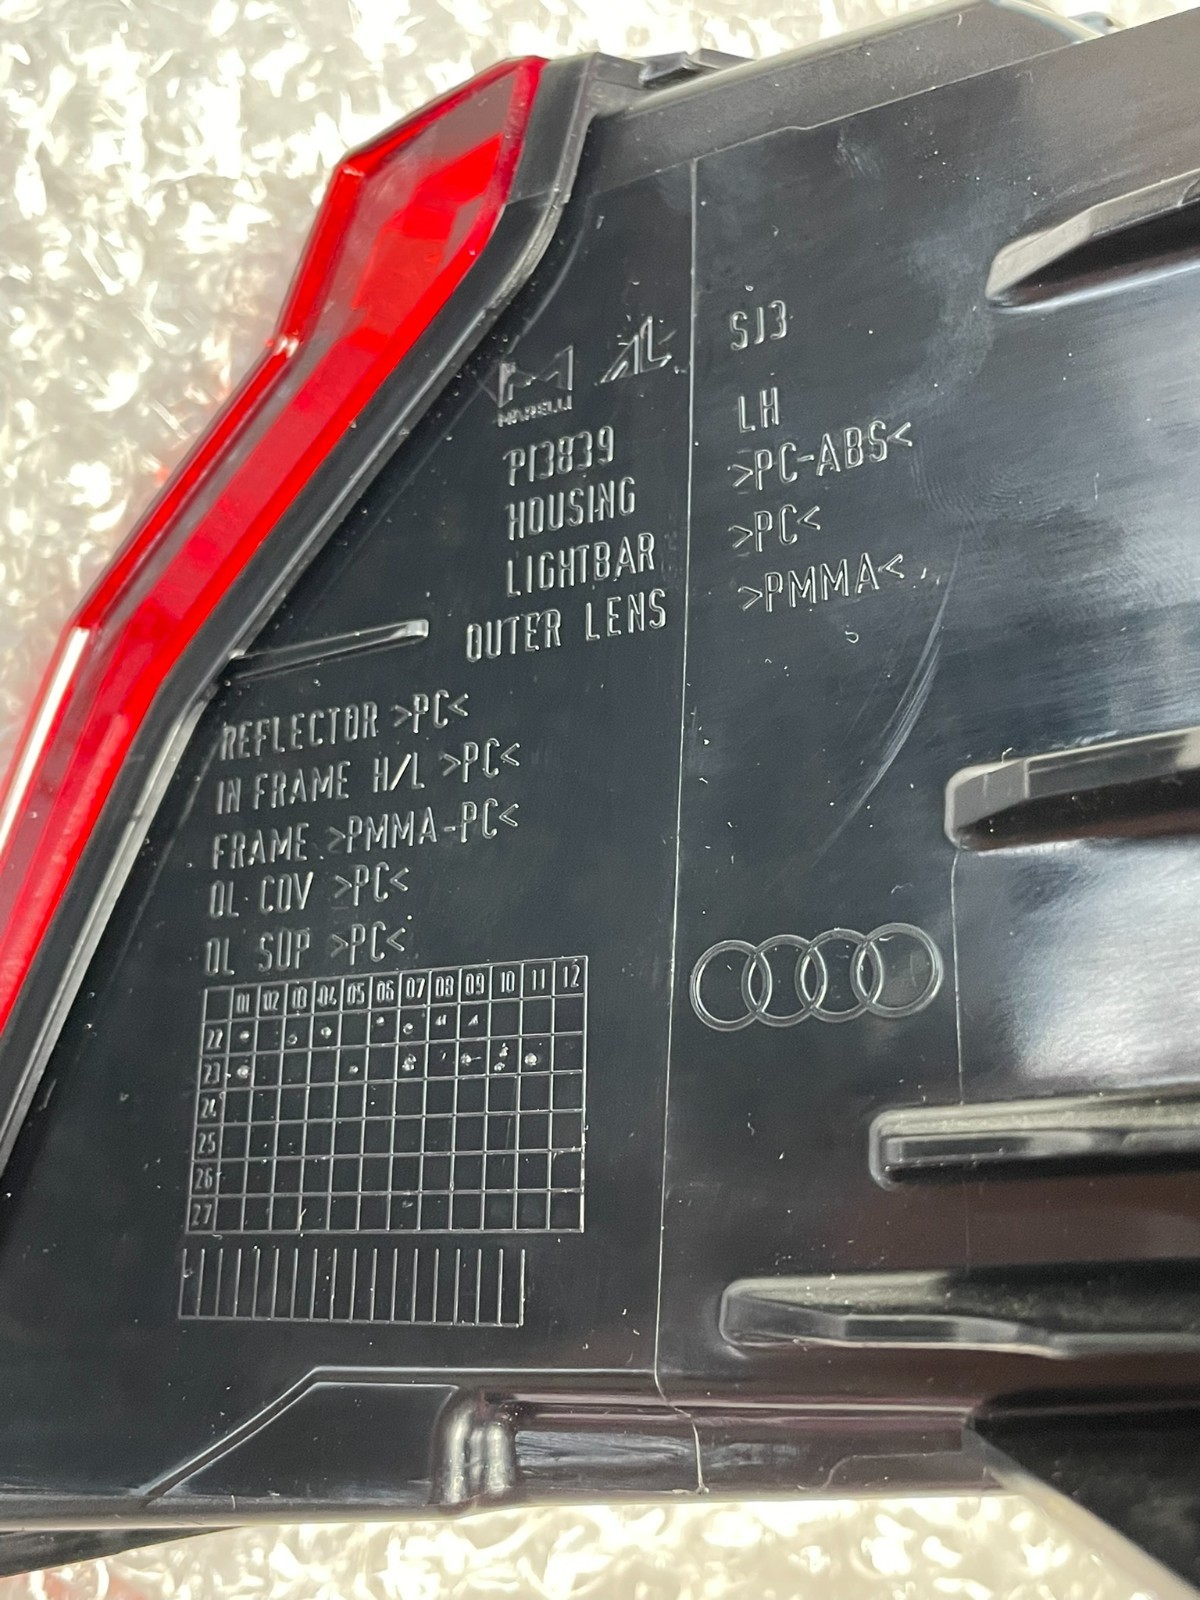 MARELLI AL SJ3
PI3839 LH
HOUSING >PC-ABS<
LIGHTBAR >PC<
OUTER LENS >PMMA<
REFLECTOR >PC<
IN FRAME H/L >PC<
FRAME >PMMA-PC<
OL COV >PC<
OL SUP >PC<
01 02 03 04 05 06 07 08 09 10 11 12
22
23
24
25
26
27